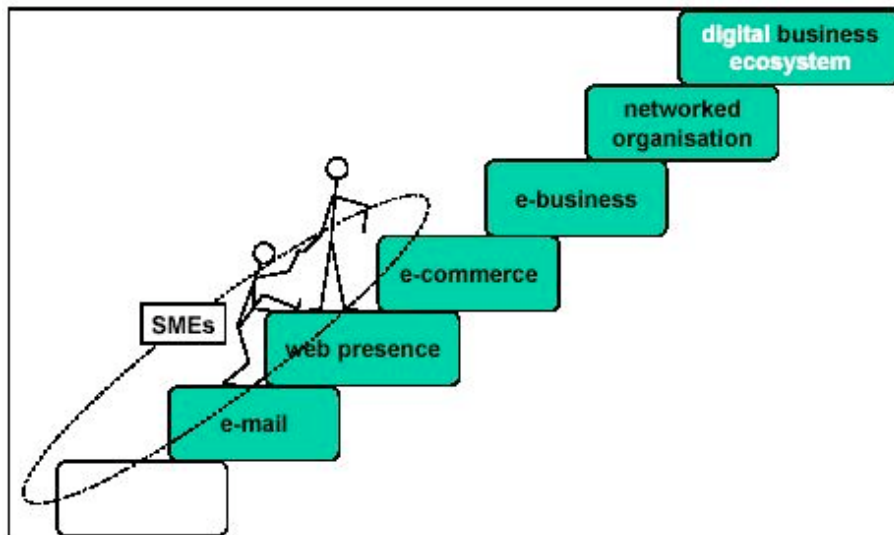 digital business
ecosystem
networked
organisation
e-business
e-commerce
SMEs
web presence
e-mail